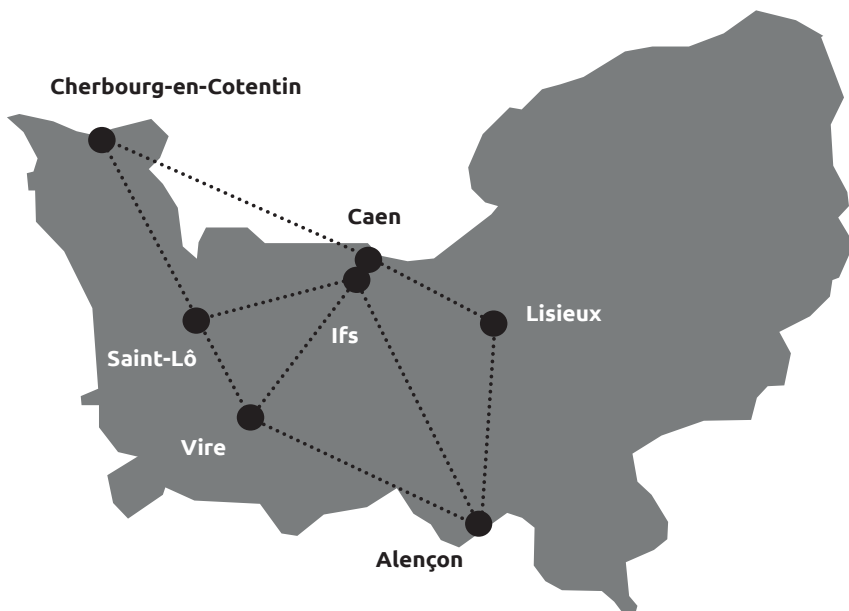 Cherbourg-en-Cotentin
Caen
Lisieux
Ifs
Saint-Lô
Vire
Alençon